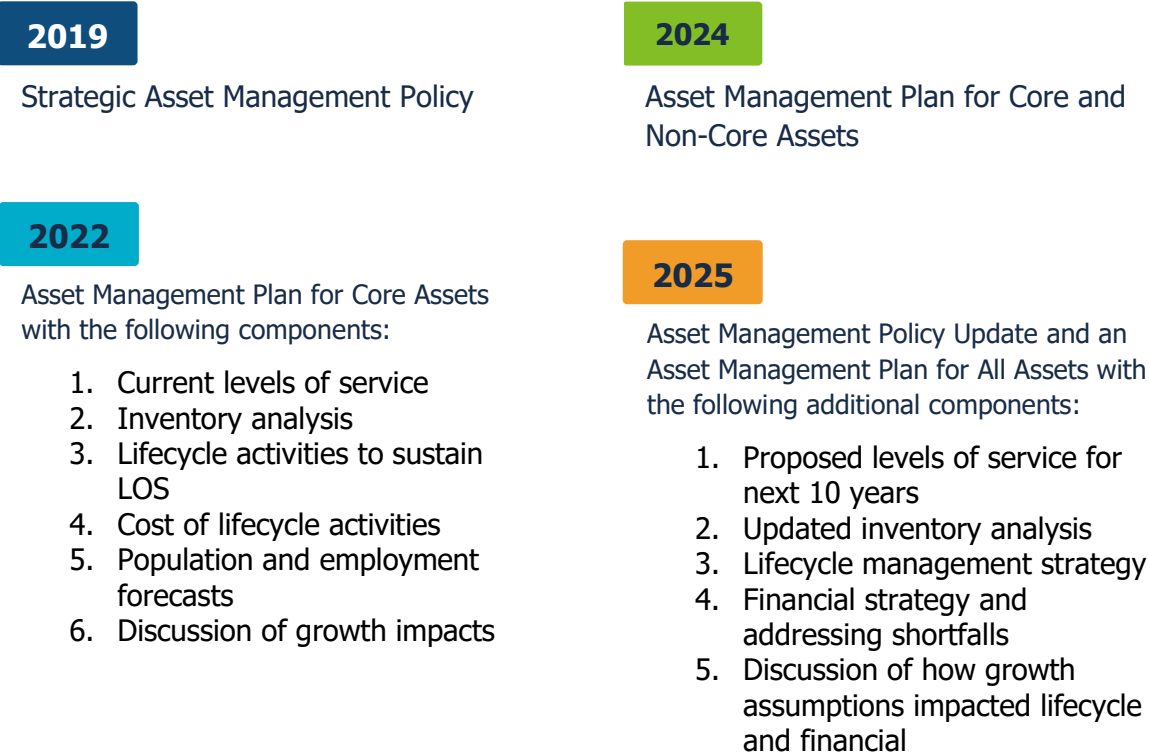 2019
Strategic Asset Management Policy
2022
Asset Management Plan for Core Assets
with the following components:
1. Current levels of service
2. Inventory analysis
3. Lifecycle activities to sustain
LOS
4. Cost of lifecycle activities
5. Population and employment
forecasts
6. Discussion of growth impacts
2024
Asset Management Plan for Core and
Non-Core Assets
2025
Asset Management Policy Update and an
Asset Management Plan for All Assets with
the following additional components:
1. Proposed levels of service for
next 10 years
2. Updated inventory analysis
3. Lifecycle management strategy
4. Financial strategy and
addressing shortfalls
5. Discussion of how growth
assumptions impacted lifecycle
and financial